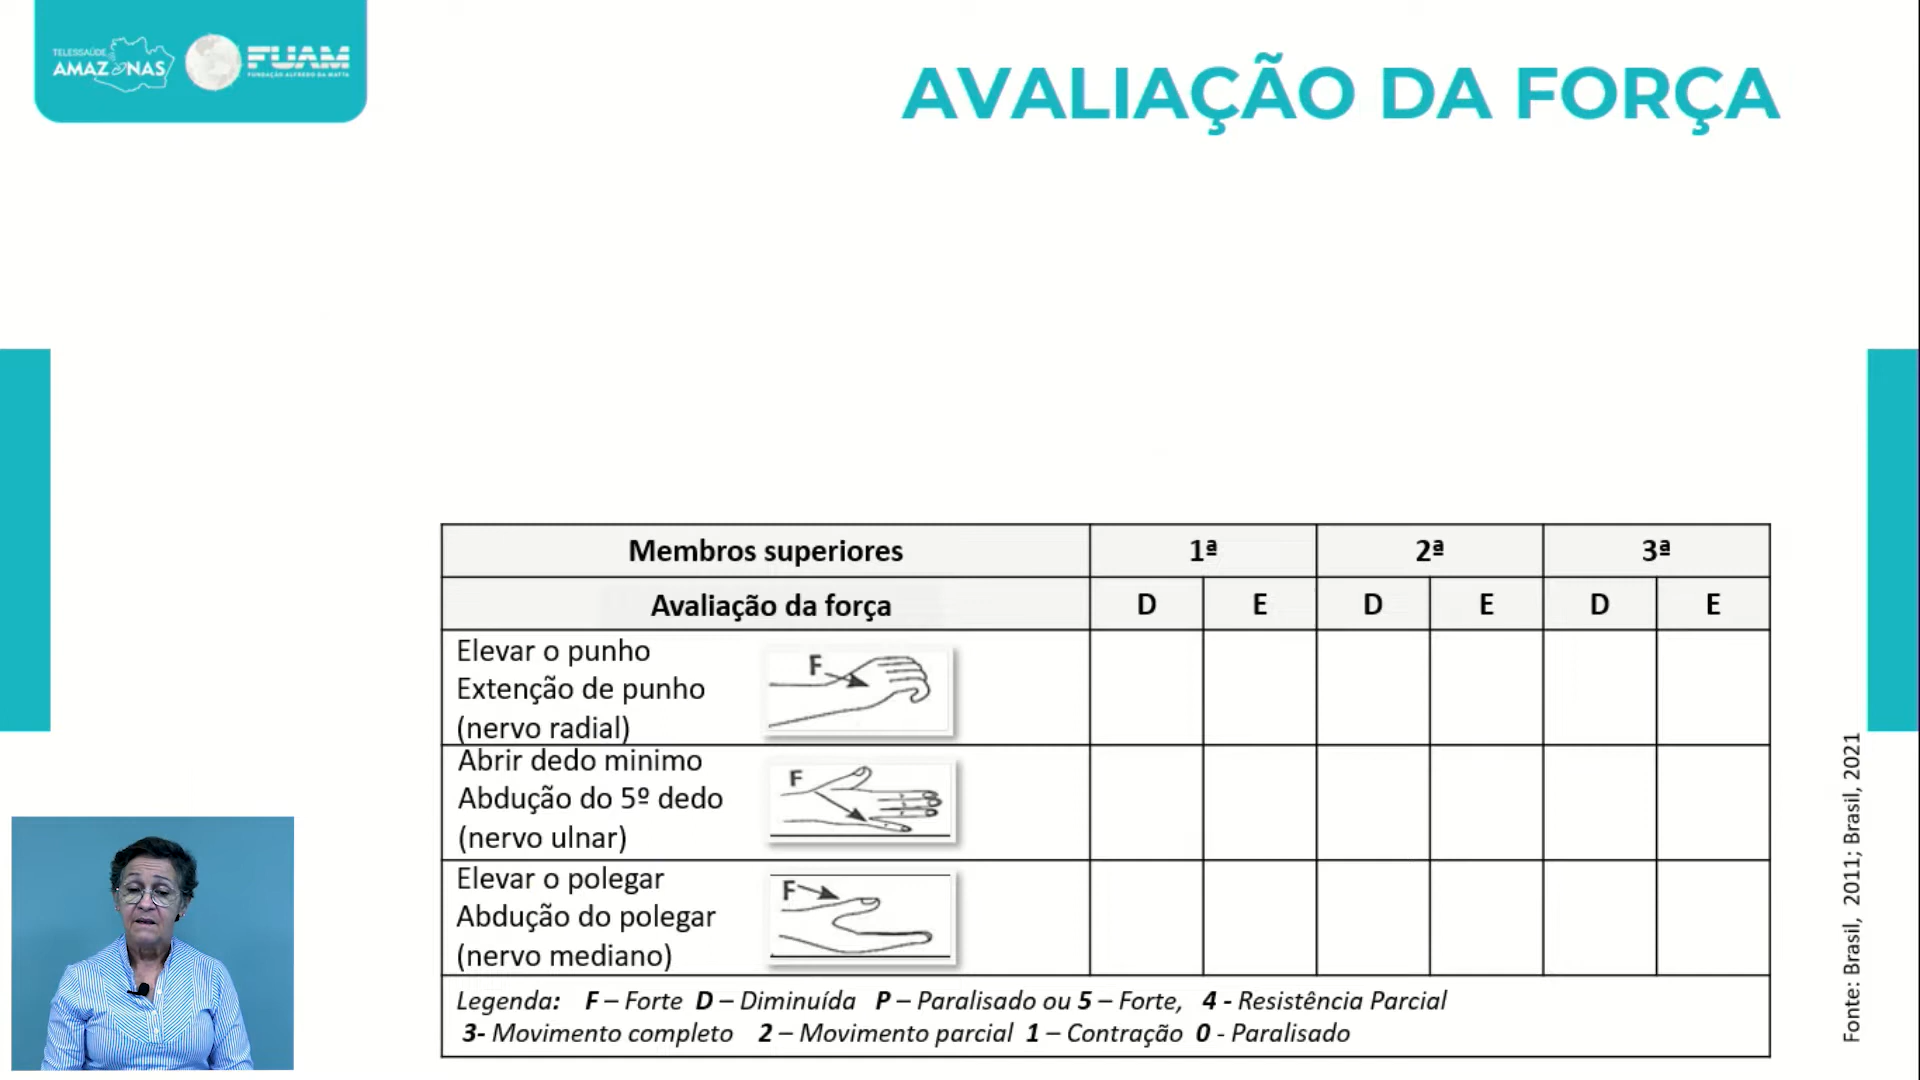 TELESSAÚDE
AMAZONAS
FUAM
FUNDAÇÃO ALFREDO DA MATTA
AVALIAÇÃO DA FORÇA
Membros superiores 1ª 2ª 3ª
Avaliação da força D E D E D E
Elevar o punho
Extenção de punho
(nervo radial)
F
Abrir dedo minimo
Abdução do 5º dedo
(nervo ulnar)
F
Elevar o polegar
Abdução do polegar
(nervo mediano)
F
Legenda: F – Forte D – Diminuída P – Paralisado ou 5 – Forte, 4 - Resistência Parcial
3- Movimento completo 2 – Movimento parcial 1 – Contração 0 - Paralisado
Fonte: Brasil, 2011; Brasil, 2021